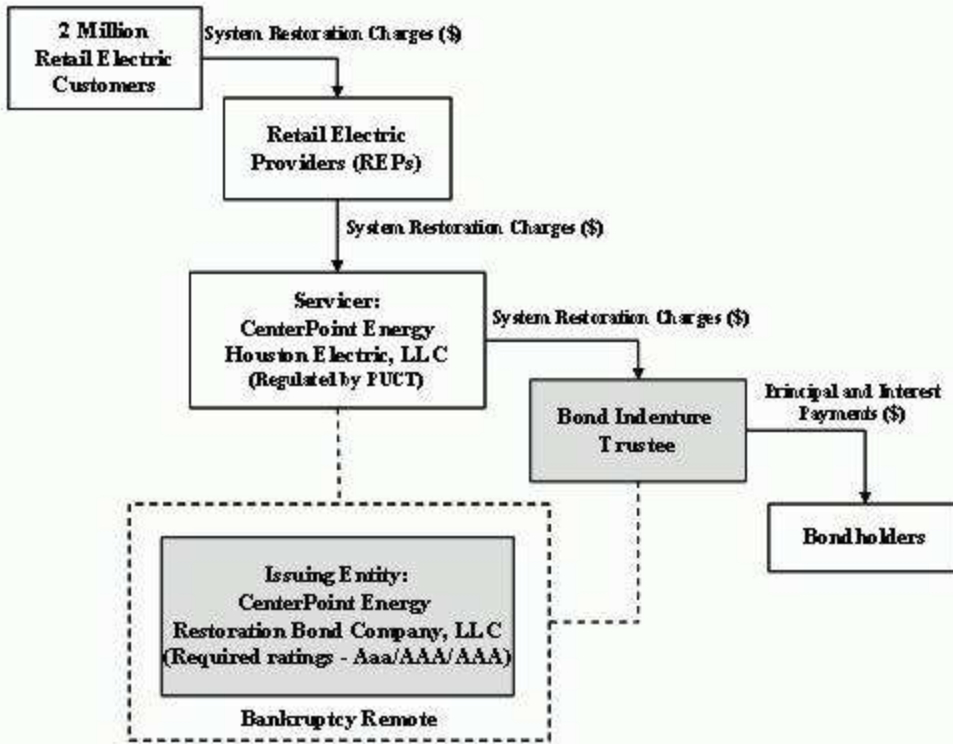 2 Million
Retail Electric
Customers
System Restoration Charges ($)
Retail Electric
Providers (REPs)
System Restoration Charges ($)
Servicer:
CenterPoint Energy
Houston Electric, LLC
(Regulated by PUCT)
System Restoration Charges ($)
Bond Indenture
Trustee
Principal and Interest
Payments ($)
Bondholders
Issuing Entity:
CenterPoint Energy
Restoration Bond Company, LLC
(Required ratings - Aaa/AAA/AAA)
Bankruptcy Remote